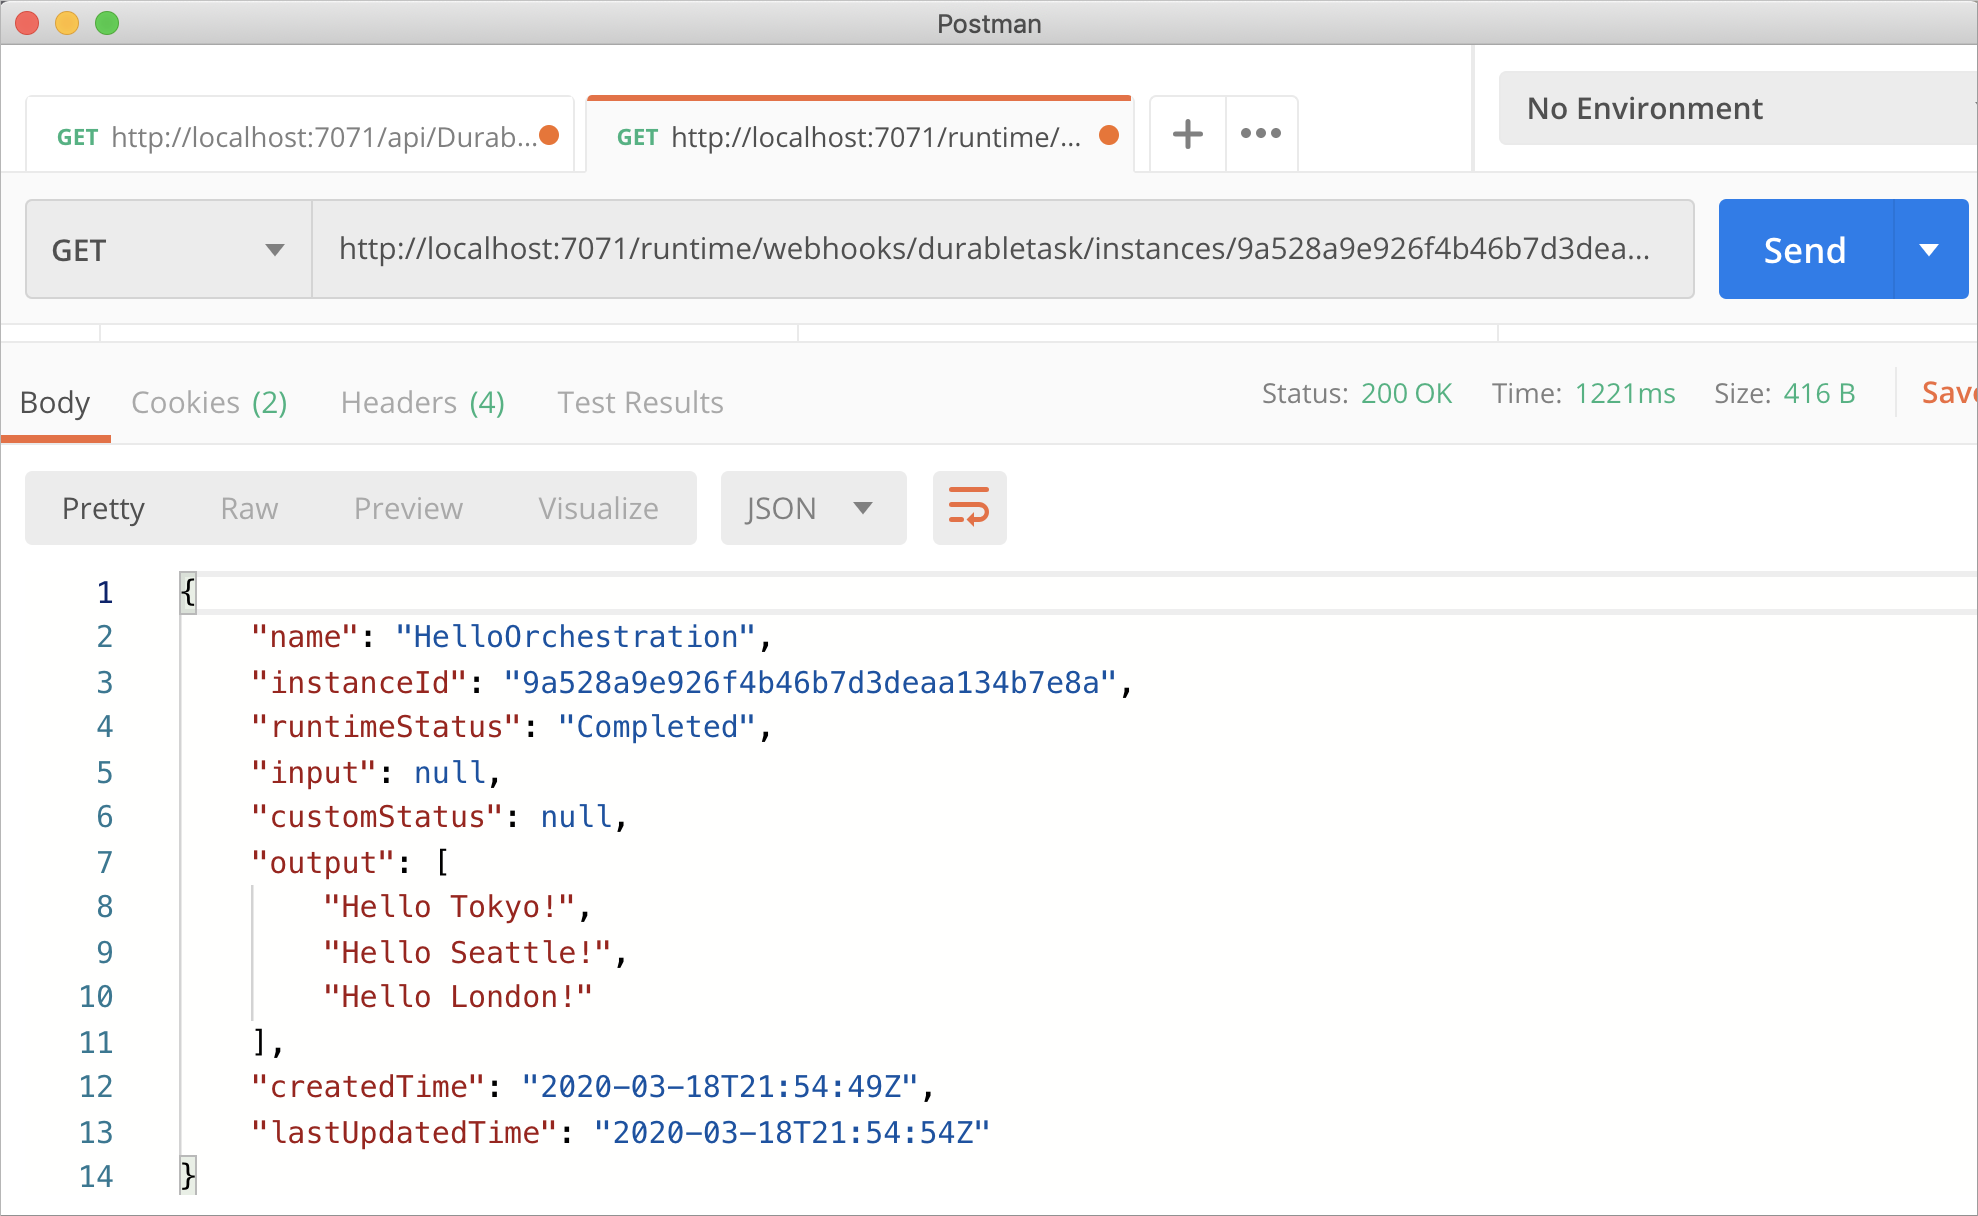 Postman
GET http://localhost:7071/api/Durab...
GET http://localhost:7071/runtime/...
No Environment
GET http://localhost:7071/runtime/webhooks/durabletask/instances/9a528a9e926f4b46b7d3dea...
Send
Body Cookies (2) Headers (4) Test Results
Status: 200 OK Time: 1221ms Size: 416 B Save
Pretty Raw Preview Visualize JSON
1 {
2 "name": "HelloOrchestration",
3 "instanceId": "9a528a9e926f4b46b7d3deaa134b7e8a",
4 "runtimeStatus": "Completed",
5 "input": null,
6 "customStatus": null,
7 "output": [
8 "Hello Tokyo!",
9 "Hello Seattle!",
10 "Hello London!"
11 ],
12 "createdTime": "2020-03-18T21:54:49Z",
13 "lastUpdatedTime": "2020-03-18T21:54:54Z"
14 }